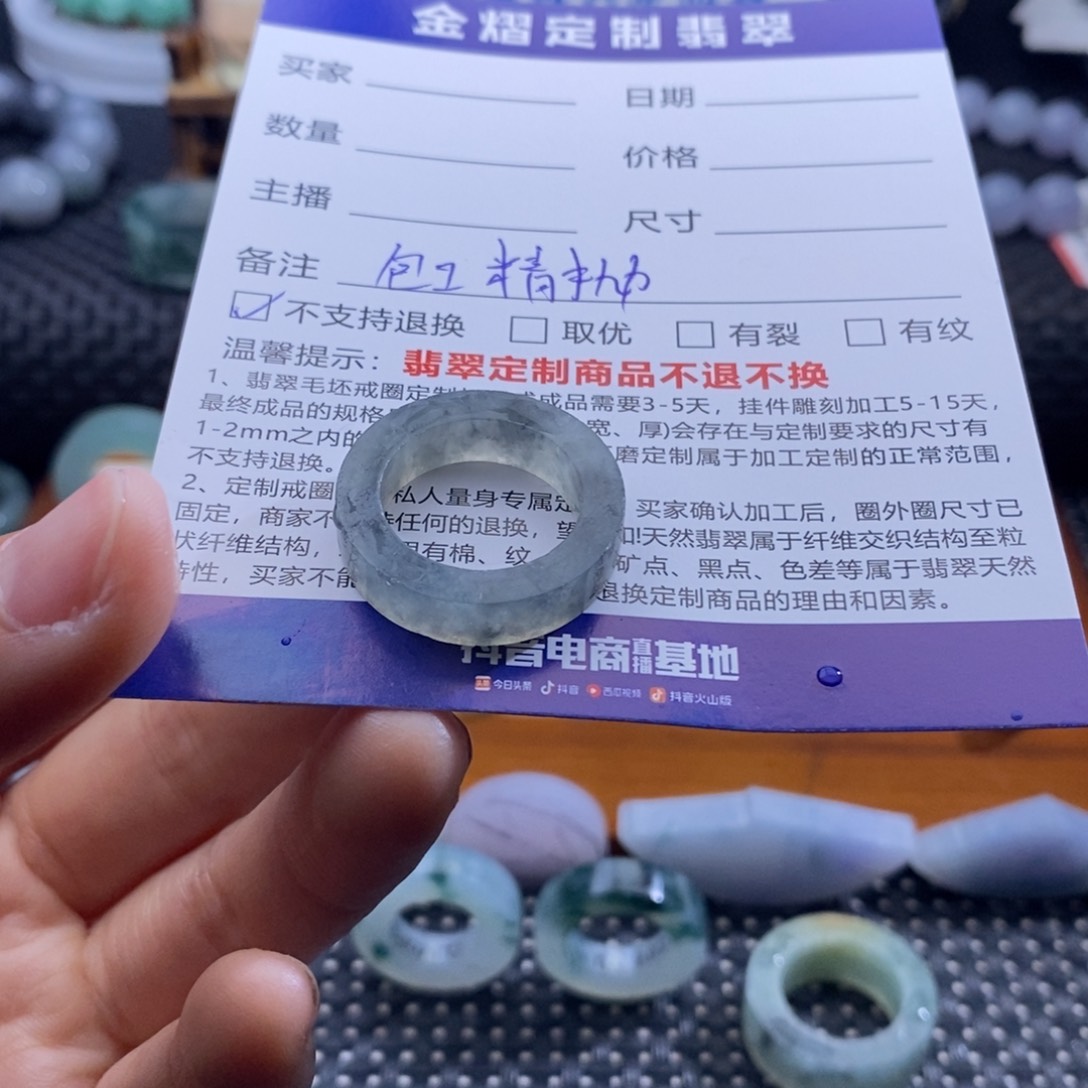 金熠定制翡翠
买家 日期
数量 价格
主播 尺寸
备注 包工精抛
不支持退换 取优 有裂 有纹
温馨提示：翡翠定制商品不退不换
1、翡翠毛坯戒圈定制 成品需要3-5天，挂件雕刻加工5-15天，
最终成品的规格 宽、厚)会存在与定制要求的尺寸有
1-2mm之内的 磨定制属于加工定制的正常范围，
不支持退换。
2、定制戒圈 私人量身专属定 买家确认加工后，圈外圈尺寸已
固定，商家不 任何的退换，望 知!天然翡翠属于纤维交织结构至粒
状纤维结构， 有棉、纹 矿点、黑点、色差等属于翡翠天然
特性，买家不能 退换定制商品的理由和因素。
抖音电商直播基地
今日头条 抖音 西瓜视频 抖音火山版